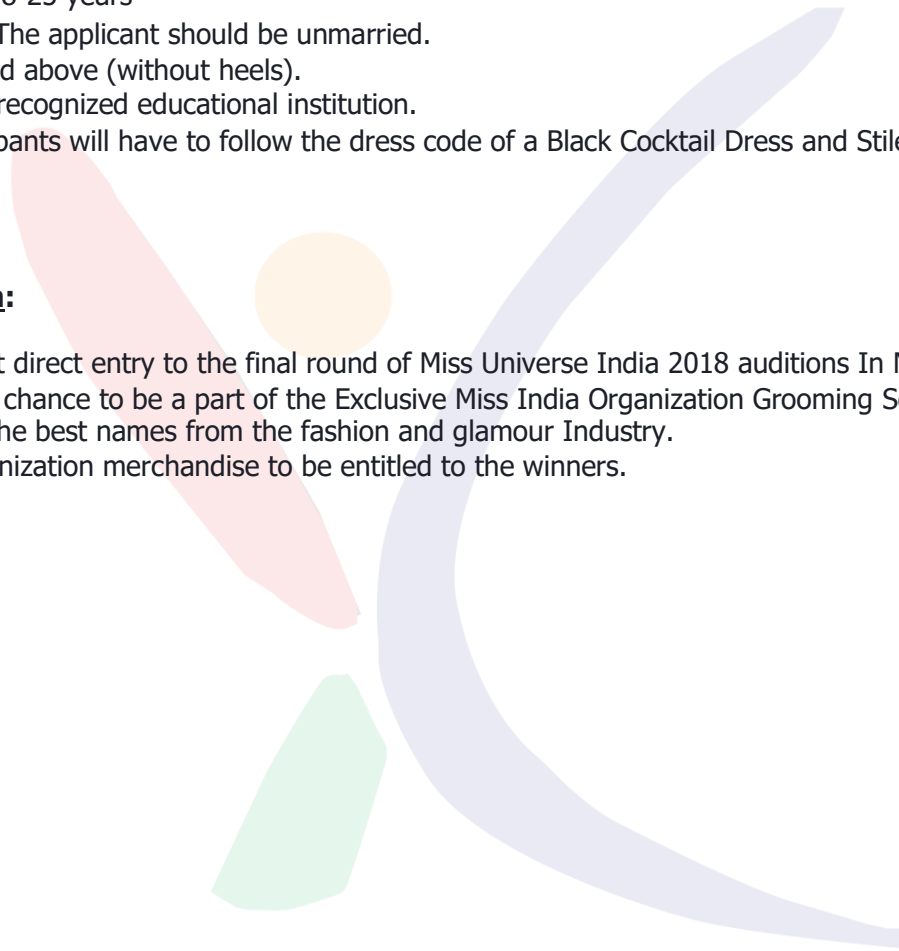 The applicant should be unmarried.
d above (without heels).
recognized educational institution.
pants will have to follow the dress code of a Black Cocktail Dress and Stile
:
t direct entry to the final round of Miss Universe India 2018 auditions In
chance to be a part of the Exclusive Miss India Organization Grooming Se
he best names from the fashion and glamour Industry.
nization merchandise to be entitled to the winners.